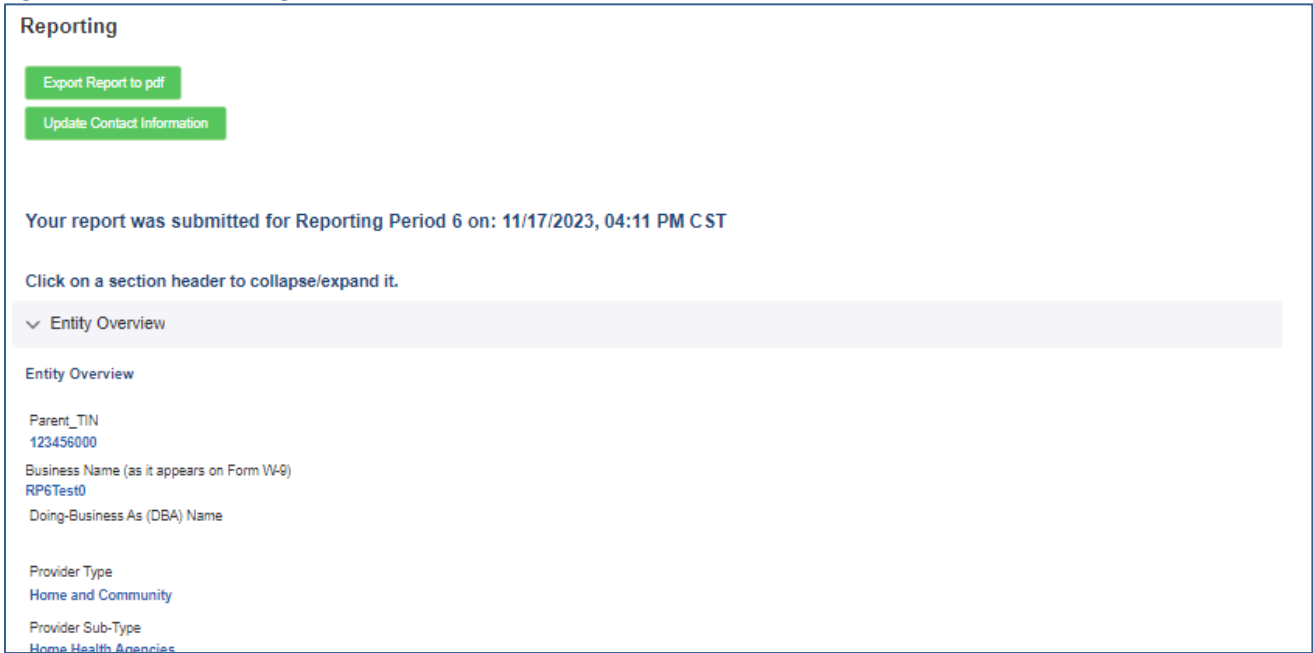 Reporting
Export Report to pdf
Update Contact Information
Your report was submitted for Reporting Period 6 on: 11/17/2023, 04:11 PM CST
Click on a section header to collapse/expand it.
Entity Overview
Entity Overview
Parent_TIN
123456000
Business Name (as it appears on Form W-9)
RP6Test0
Doing-Business As (DBA) Name
Provider Type
Home and Community
Provider Sub-Type
Home Health Agencies